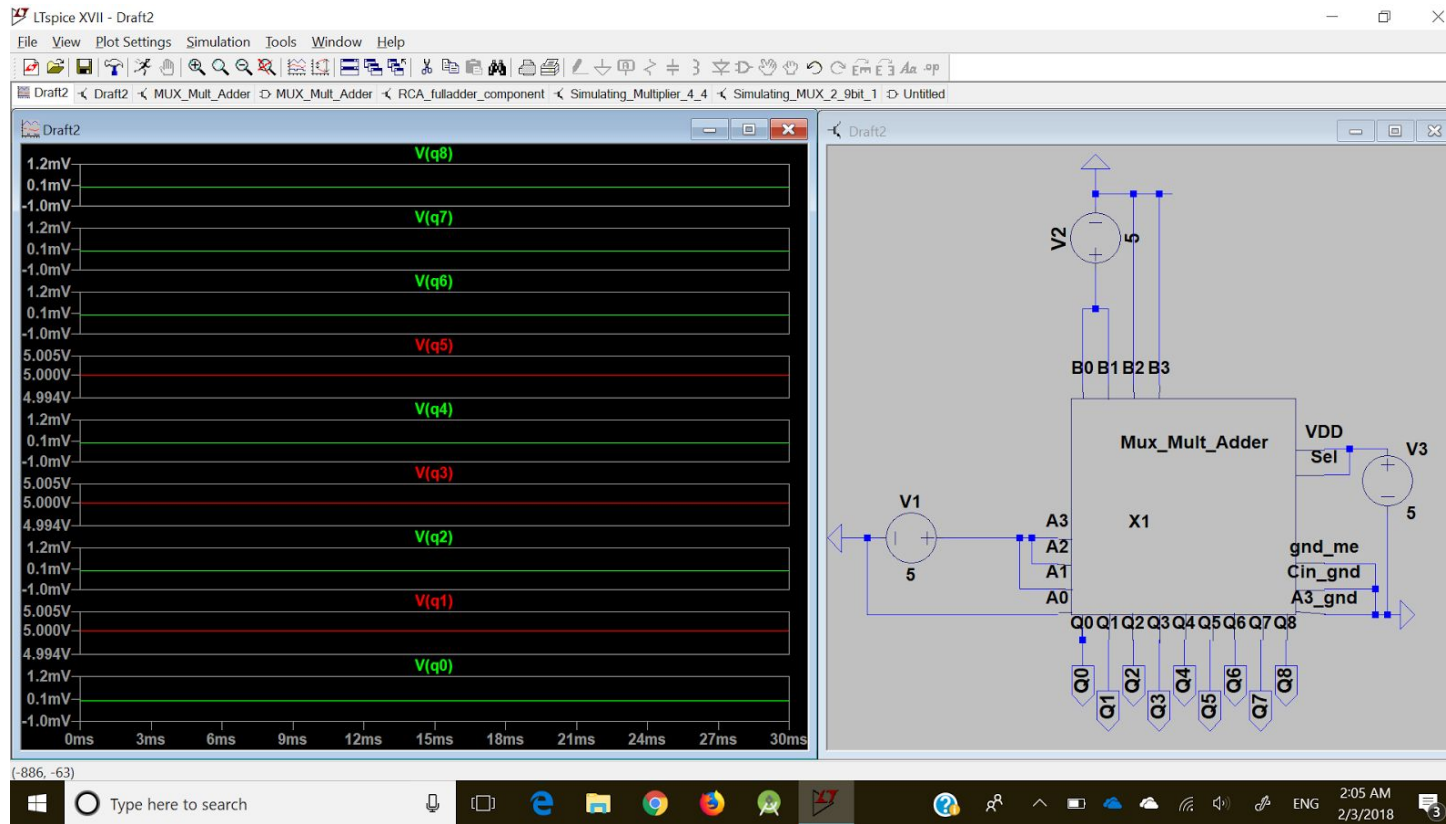 LTspice XVII - Draft2
File View Plot Settings Simulation Tools Window Help
Draft2 Draft2 MUX_Mult_Adder MUX_Mult_Adder RCA_fulladder_component Simulating_Multiplier_4_4 Simulating_MUX_2_9bit_1 Untitled
Draft2
V(q8)
1.2mV
0.1mV
-1.0mV
V(q7)
1.2mV
0.1mV
-1.0mV
V(q6)
1.2mV
0.1mV
-1.0mV
V(q5)
5.005V
5.000V
4.994V
V(q4)
1.2mV
0.1mV
-1.0mV
V(q3)
5.005V
5.000V
4.994V
V(q2)
1.2mV
0.1mV
-1.0mV
V(q1)
5.005V
5.000V
4.994V
V(q0)
1.2mV
0.1mV
-1.0mV
0ms 3ms 6ms 9ms 12ms 15ms 18ms 21ms 24ms 27ms 30ms
Draft2
V2
5
B0 B1 B2 B3
Mux_Mult_Adder
VDD
Sel
V3
5
V1
5
A3
A2
A1
A0
X1
gnd_me
Cin_gnd
A3_gnd
Q0 Q1 Q2 Q3 Q4 Q5 Q6 Q7 Q8
Q0 Q1 Q2 Q3 Q4 Q5 Q6 Q7 Q8
(-886, -63)
Type here to search
ENG
2:05 AM
2/3/2018
3